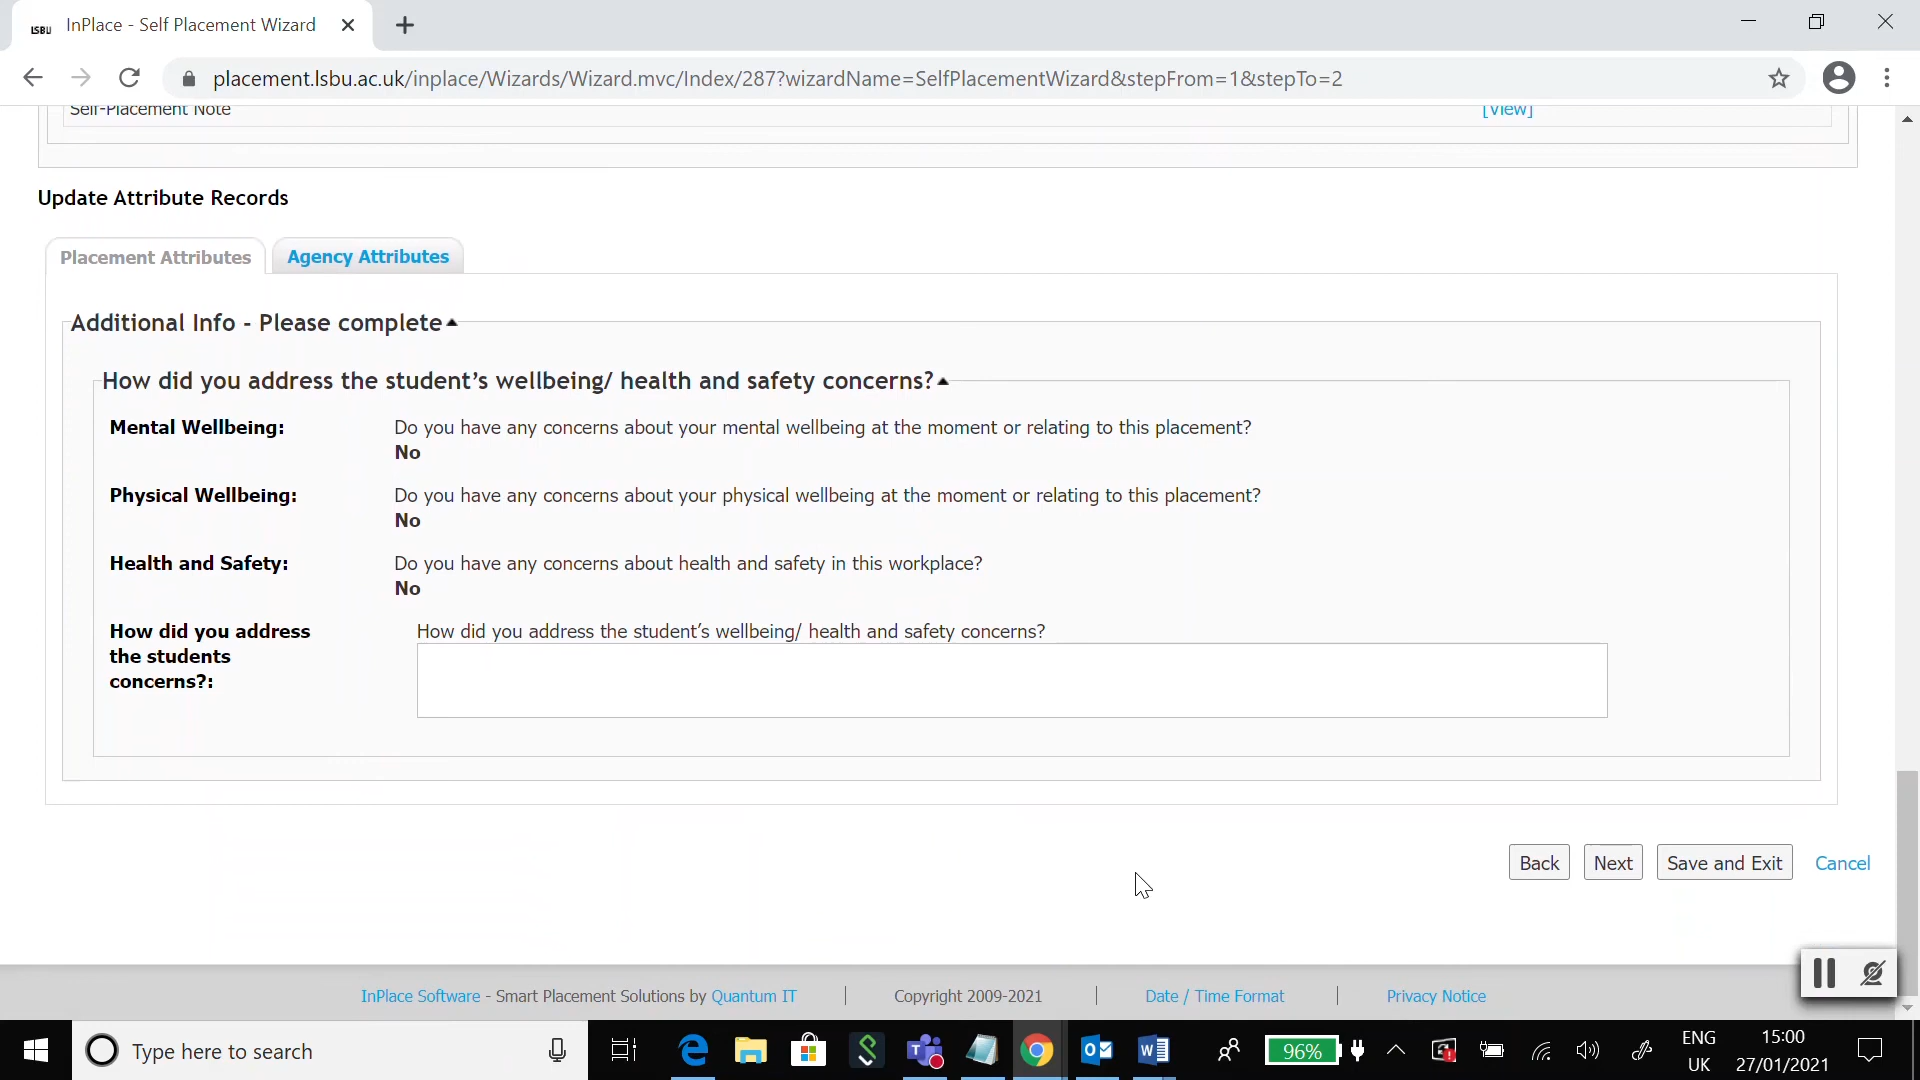 LSBU InPlace - Self Placement Wizard
placement.lsbu.ac.uk/inplace/Wizards/Wizard.mvc/Index/287?wizardName=SelfPlacementWizard&stepFrom=1&stepTo=2
Self-Placement Note [View]
Update Attribute Records
Placement Attributes Agency Attributes
Additional Info - Please complete
How did you address the student’s wellbeing/ health and safety concerns?
Mental Wellbeing: Do you have any concerns about your mental wellbeing at the moment or relating to this placement?
No
Physical Wellbeing: Do you have any concerns about your physical wellbeing at the moment or relating to this placement?
No
Health and Safety: Do you have any concerns about health and safety in this workplace?
No
How did you address How did you address the student’s wellbeing/ health and safety concerns?
the students
concerns?:
Back Next Save and Exit Cancel
InPlace Software - Smart Placement Solutions by Quantum IT | Copyright 2009-2021 | Date / Time Format | Privacy Notice
Type here to search 96% ENG 15:00
UK 27/01/2021